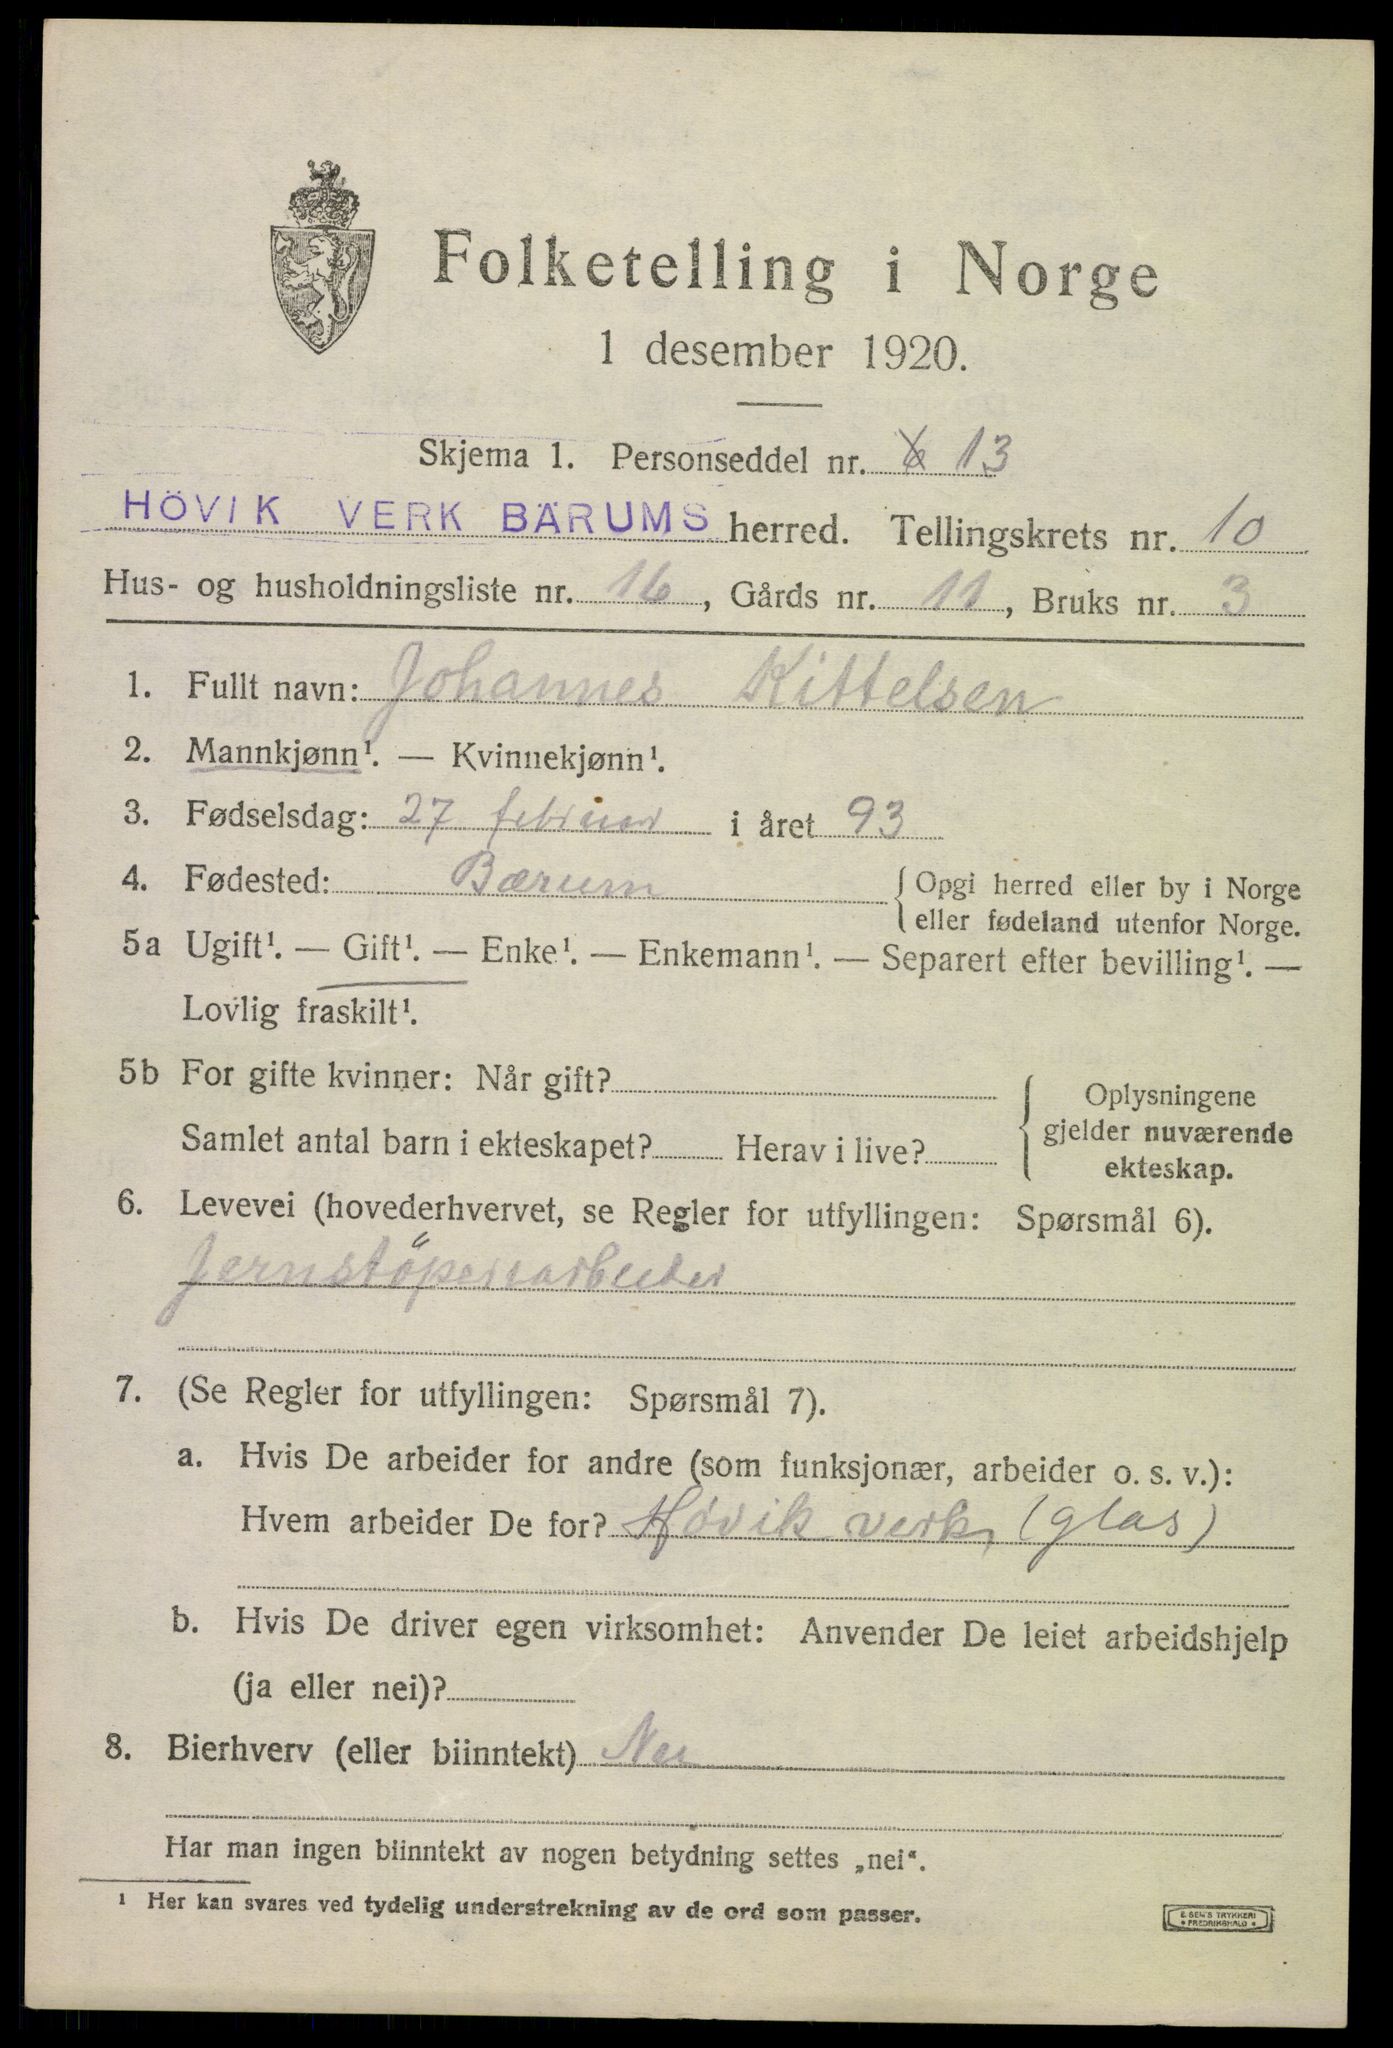 Folketelling i Norge
1 desember 1920.
Skjema 1. Personseddel nr. 6 13
HÖVIK VERK BÄRUMS herred. Tellingskrets nr. 10
Hus- og husholdningsliste nr. 16, Gårds nr. 11, Bruks nr. 3
1. Fullt navn: Johannes Kittelsen
2. Mannkjønn¹. — Kvinnekjønn¹.
3. Fødselsdag: 27 februar i året 93
4. Fødested: Bærum { Opgi herred eller by i Norge
eller fødeland utenfor Norge.
5a Ugift¹. — Gift¹. — Enke¹. — Enkemann¹. — Separert efter bevilling¹. —
Lovlig fraskilt¹.
5b For gifte kvinner: Når gift? { Oplysningene
gjelder nuværende
Samlet antal barn i ekteskapet? Herav i live?
ekteskap.
6. Levevei (hovederhvervet, se Regler for utfyllingen: Spørsmål 6).
Jernstöperiarbeider
7. (Se Regler for utfyllingen: Spørsmål 7).
a. Hvis De arbeider for andre (som funksjonær, arbeider o. s. v.):
Hvem arbeider De for? Høvik verk, (glas)
b. Hvis De driver egen virksomhet: Anvender De leiet arbeidshjelp
(ja eller nei)?
8. Bierhverv (eller biinntekt) Nei
Har man ingen biinntekt av nogen betydning settes „nei“.
¹ Her kan svares ved tydelig understrekning av de ord som passer.
E. SEM'S TRYKKERI
• FREDRIKSHALD •